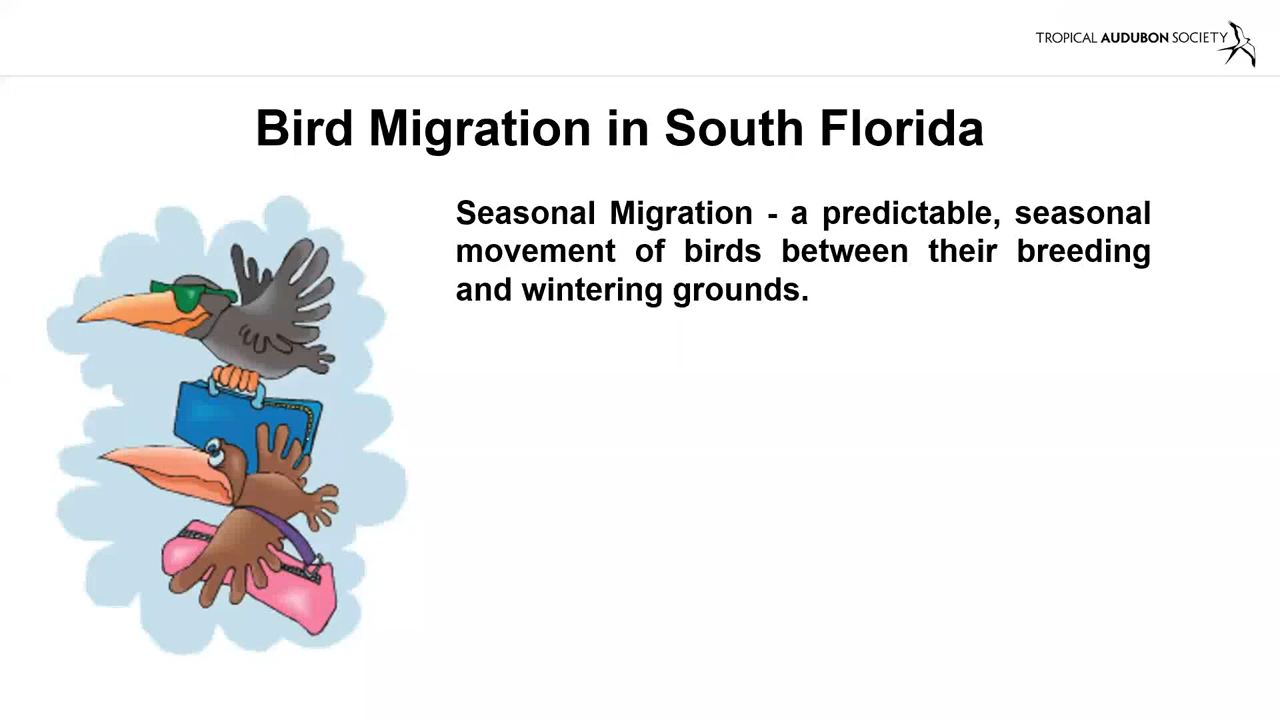 TROPICAL AUDUBON SOCIETY
Bird Migration in South Florida
Seasonal Migration - a predictable, seasonal
movement of birds between their breeding
and wintering grounds.